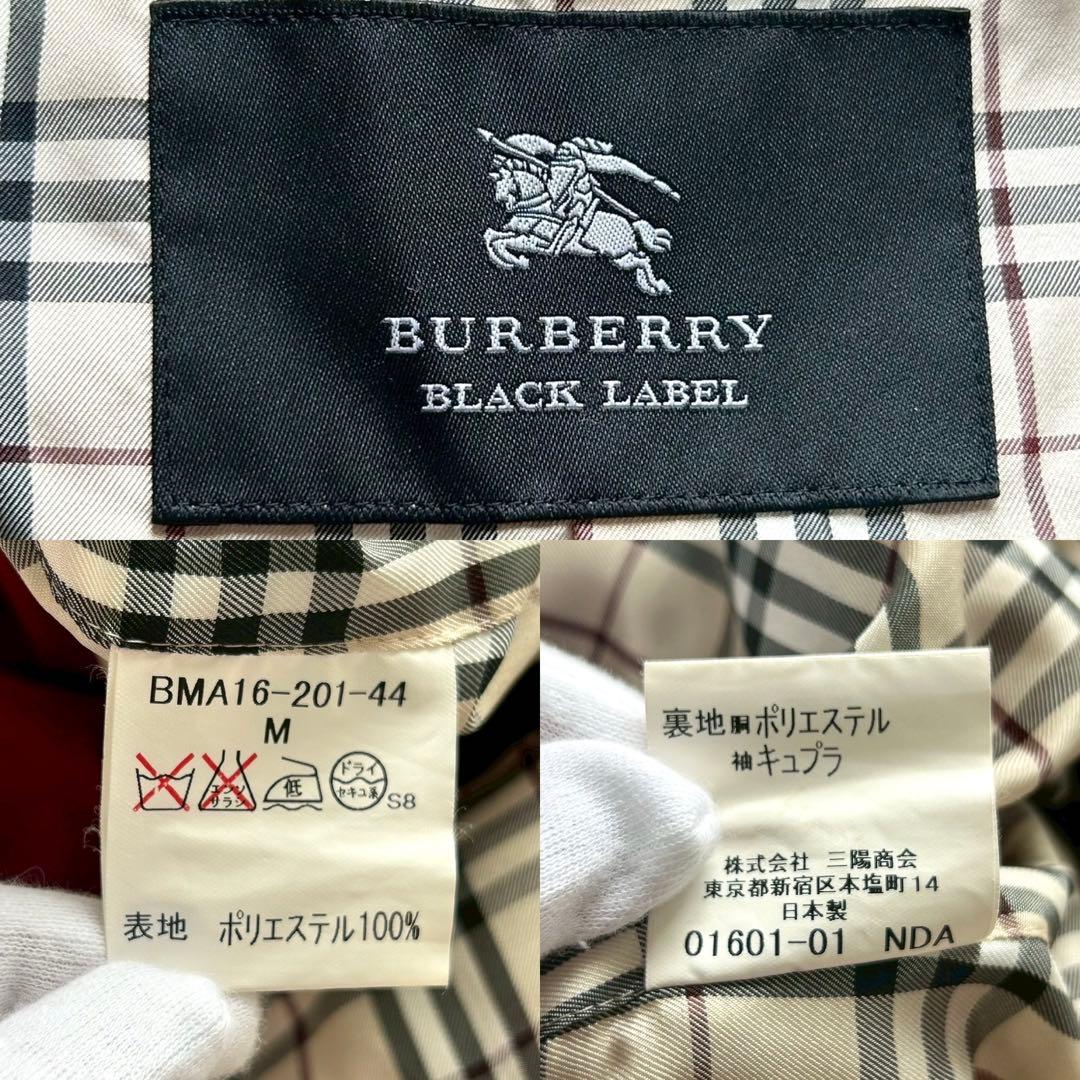 BURBERRY
BLACK LABEL
BMA16-201-44
M
エンソ
サラシ
低
ドライ
セキユ系
S8
表地 ポリエステル100%
裏地 胴ポリエステル
袖キュプラ
株式会社 三陽商会
東京都新宿区本塩町14
日本製
01601-01 NDA